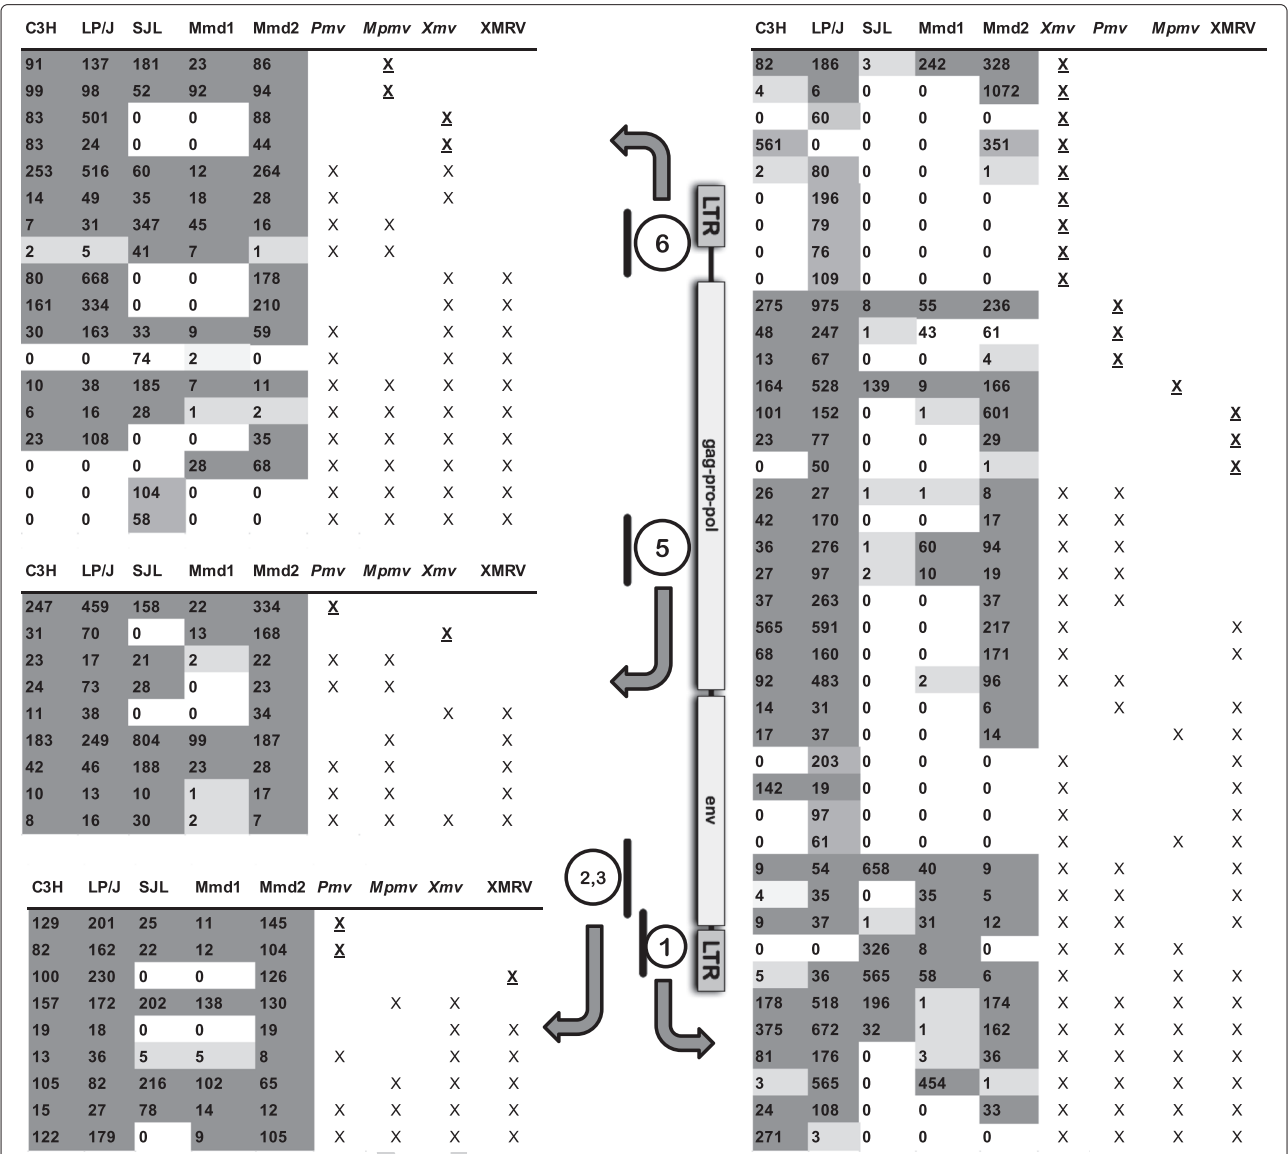 C3H LP/J SJL Mmd1 Mmd2 Pmv Mpmv Xmv XMRV
91 137 181 23 86 X
99 98 52 92 94 X
83 501 0 0 88 X
83 24 0 0 44 X
253 516 60 12 264 X X
14 49 35 18 28 X X
7 31 347 45 16 X X
2 5 41 7 1 X X
80 668 0 0 178 X X
161 334 0 0 210 X X
30 163 33 9 59 X X X
0 0 74 2 0 X X X
10 38 185 7 11 X X X X
6 16 28 1 2 X X X X
23 108 0 0 35 X X X X
0 0 0 28 68 X X X X
0 0 104 0 0 X X X X
0 0 58 0 0 X X X X
C3H LP/J SJL Mmd1 Mmd2 Pmv Mpmv Xmv XMRV
247 459 158 22 334 X
31 70 0 13 168 X
23 17 21 2 22 X X
24 73 28 0 23 X X
11 38 0 0 34 X X
183 249 804 99 187 X X
42 46 188 23 28 X X X
10 13 10 1 17 X X X
8 16 30 2 7 X X X X
C3H LP/J SJL Mmd1 Mmd2 Pmv Mpmv Xmv XMRV
129 201 25 11 145 X
82 162 22 12 104 X
100 230 0 0 126 X
157 172 202 138 130 X X
19 18 0 0 19 X X
13 36 5 5 8 X X X
105 82 216 102 65 X X X
15 27 78 14 12 X X X X
122 179 0 9 105 X X X X
LTR
6
gag-pro-pol
5
env
2,3
1
LTR
C3H LP/J SJL Mmd1 Mmd2 Xmv Pmv Mpmv XMRV
82 186 3 242 328 X
4 6 0 0 1072 X
0 60 0 0 0 X
561 0 0 0 351 X
2 80 0 0 1 X
0 196 0 0 0 X
0 79 0 0 0 X
0 76 0 0 0 X
0 109 0 0 0 X
275 975 8 55 236 X
48 247 1 43 61 X
13 67 0 0 4 X
164 528 139 9 166 X
101 152 0 1 601 X
23 77 0 0 29 X
0 50 0 0 1 X
26 27 1 1 8 X X
42 170 0 0 17 X X
36 276 1 60 94 X X
27 97 2 10 19 X X
37 263 0 0 37 X X
565 591 0 0 217 X X
68 160 0 0 171 X X
92 483 0 2 96 X X
14 31 0 0 6 X X
17 37 0 0 14 X X
0 203 0 0 0 X X
142 19 0 0 0 X X
0 97 0 0 0 X X
0 61 0 0 0 X X X
9 54 658 40 9 X X X
4 35 0 35 5 X X X
9 37 1 31 12 X X X
0 0 326 8 0 X X X
5 36 565 58 6 X X X X
178 518 196 1 174 X X X X
375 672 32 1 162 X X X X
81 176 0 3 36 X X X X
3 565 0 454 1 X X X X
24 108 0 0 33 X X X X
271 3 0 0 0 X X X X